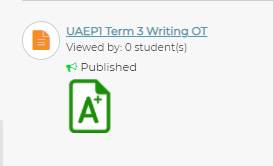 UAEP1 Term 3 Writing OT
Viewed by: 0 student(s)
Published
A+